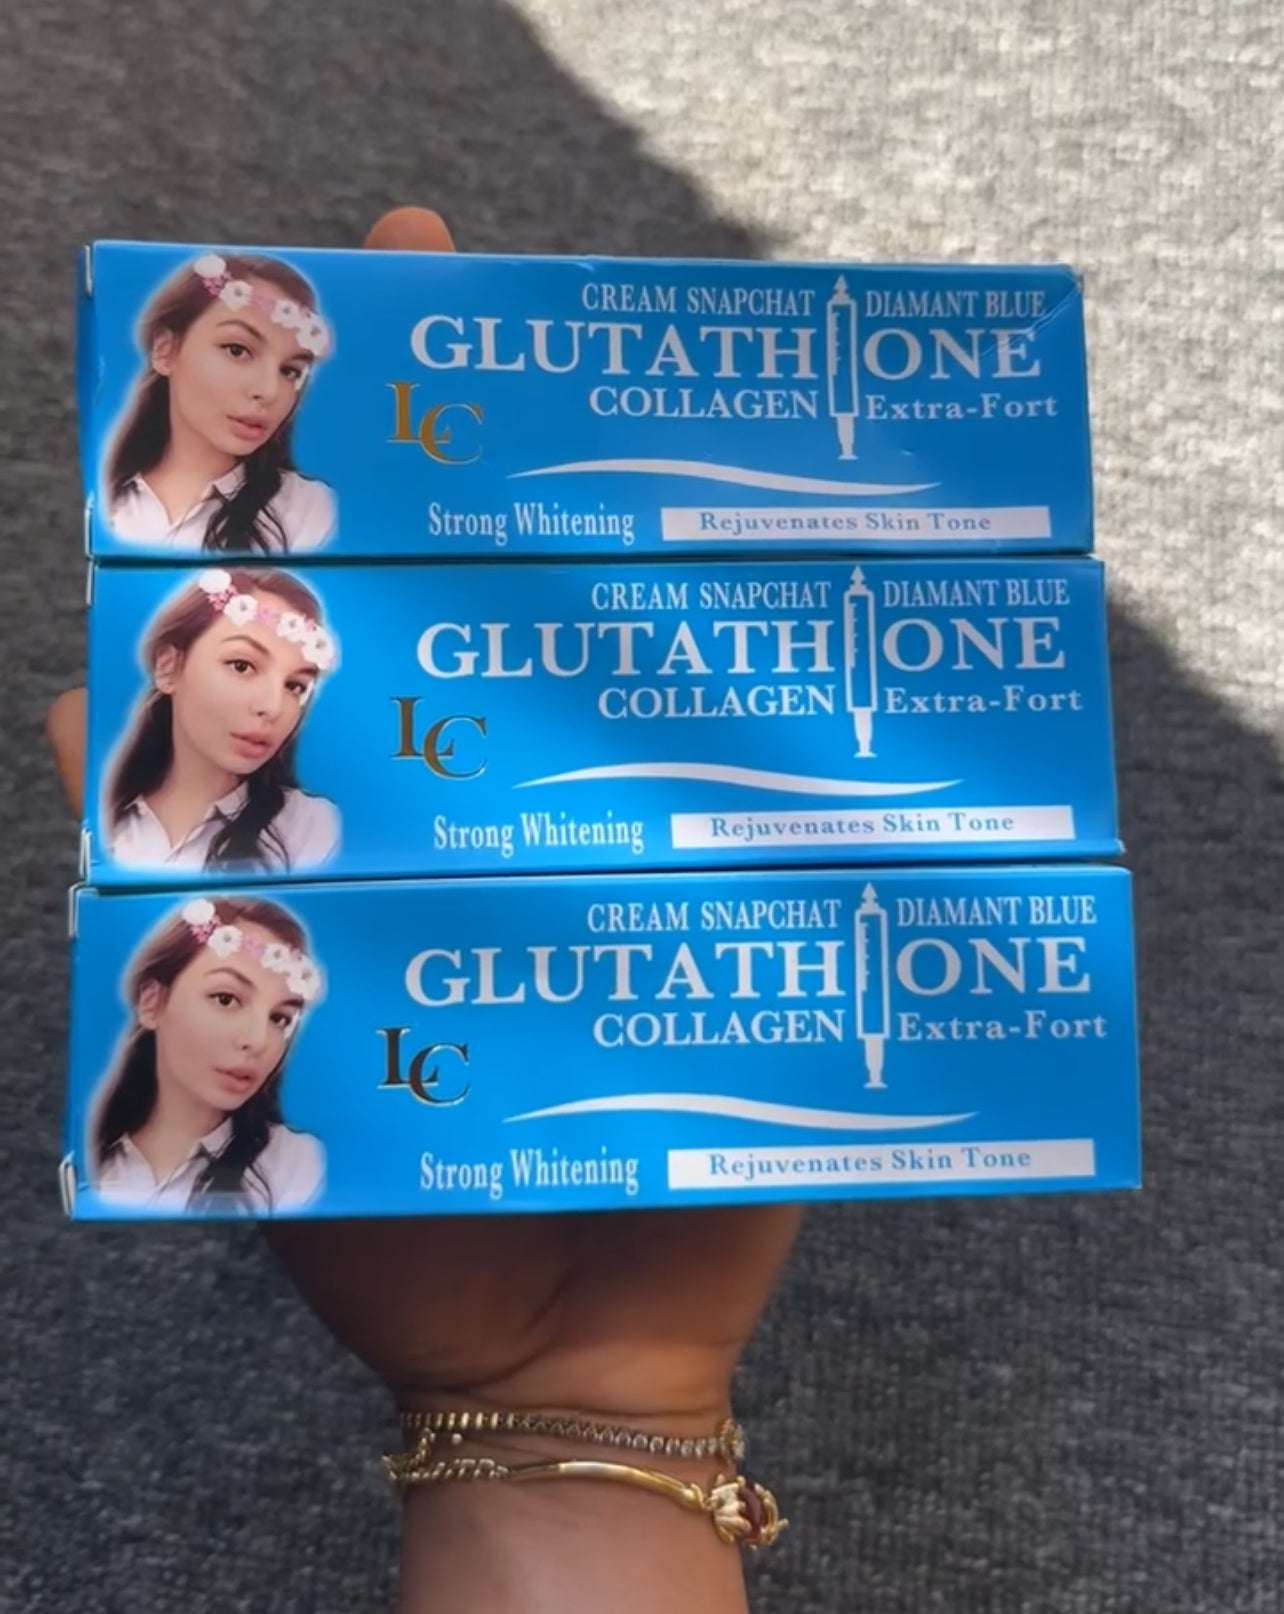 CREAM SNAPCHAT DIAMANT BLUE
GLUTATHIONE
COLLAGEN Extra-Fort
LC
Strong Whitening Rejuvenates Skin Tone
CREAM SNAPCHAT DIAMANT BLUE
GLUTATHIONE
COLLAGEN Extra-Fort
LC
Strong Whitening Rejuvenates Skin Tone
CREAM SNAPCHAT DIAMANT BLUE
GLUTATHIONE
COLLAGEN Extra-Fort
LC
Strong Whitening Rejuvenates Skin Tone